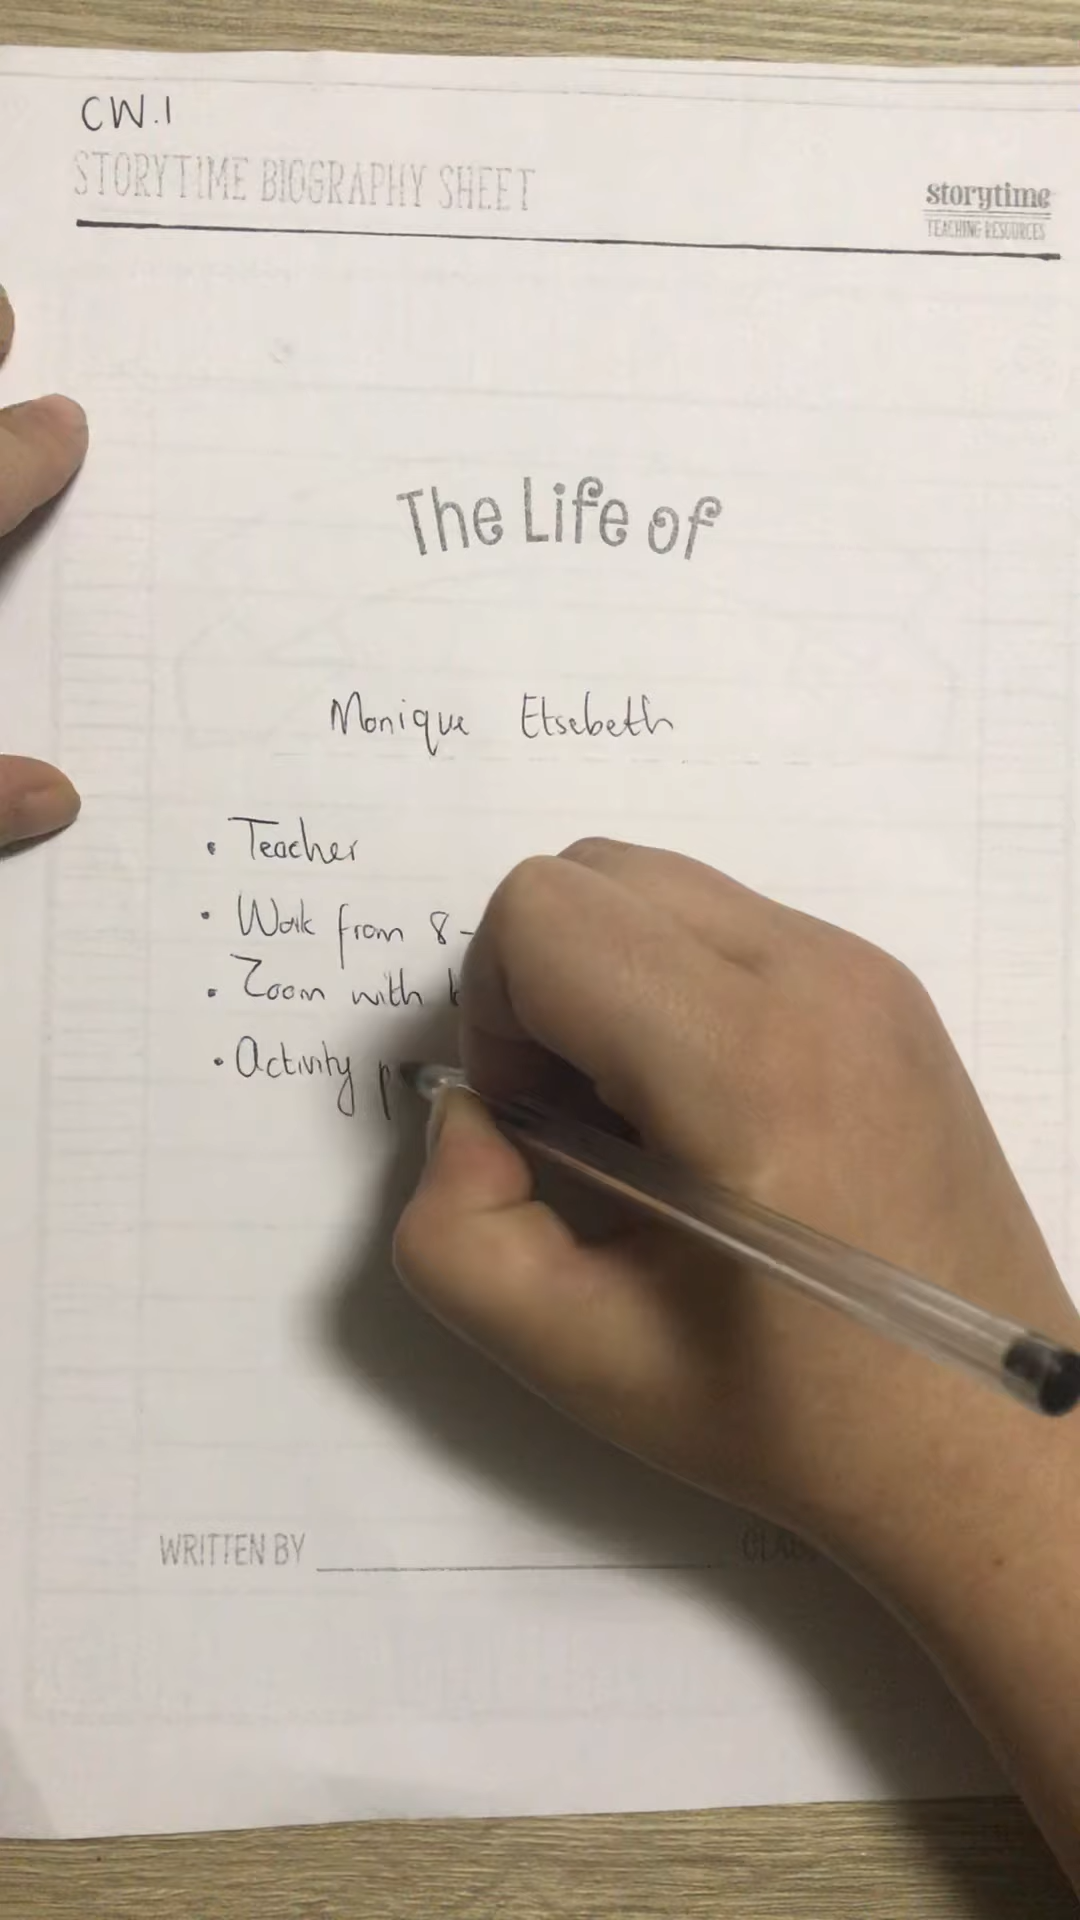 CW.1
STORYTIME BIOGRAPHY SHEET
storytime
TEACHING RESOURCES
The Life of
Monique Etsebeth
• Teacher
• Work from 8-
• Zoom with
• Activity
WRITTEN BY